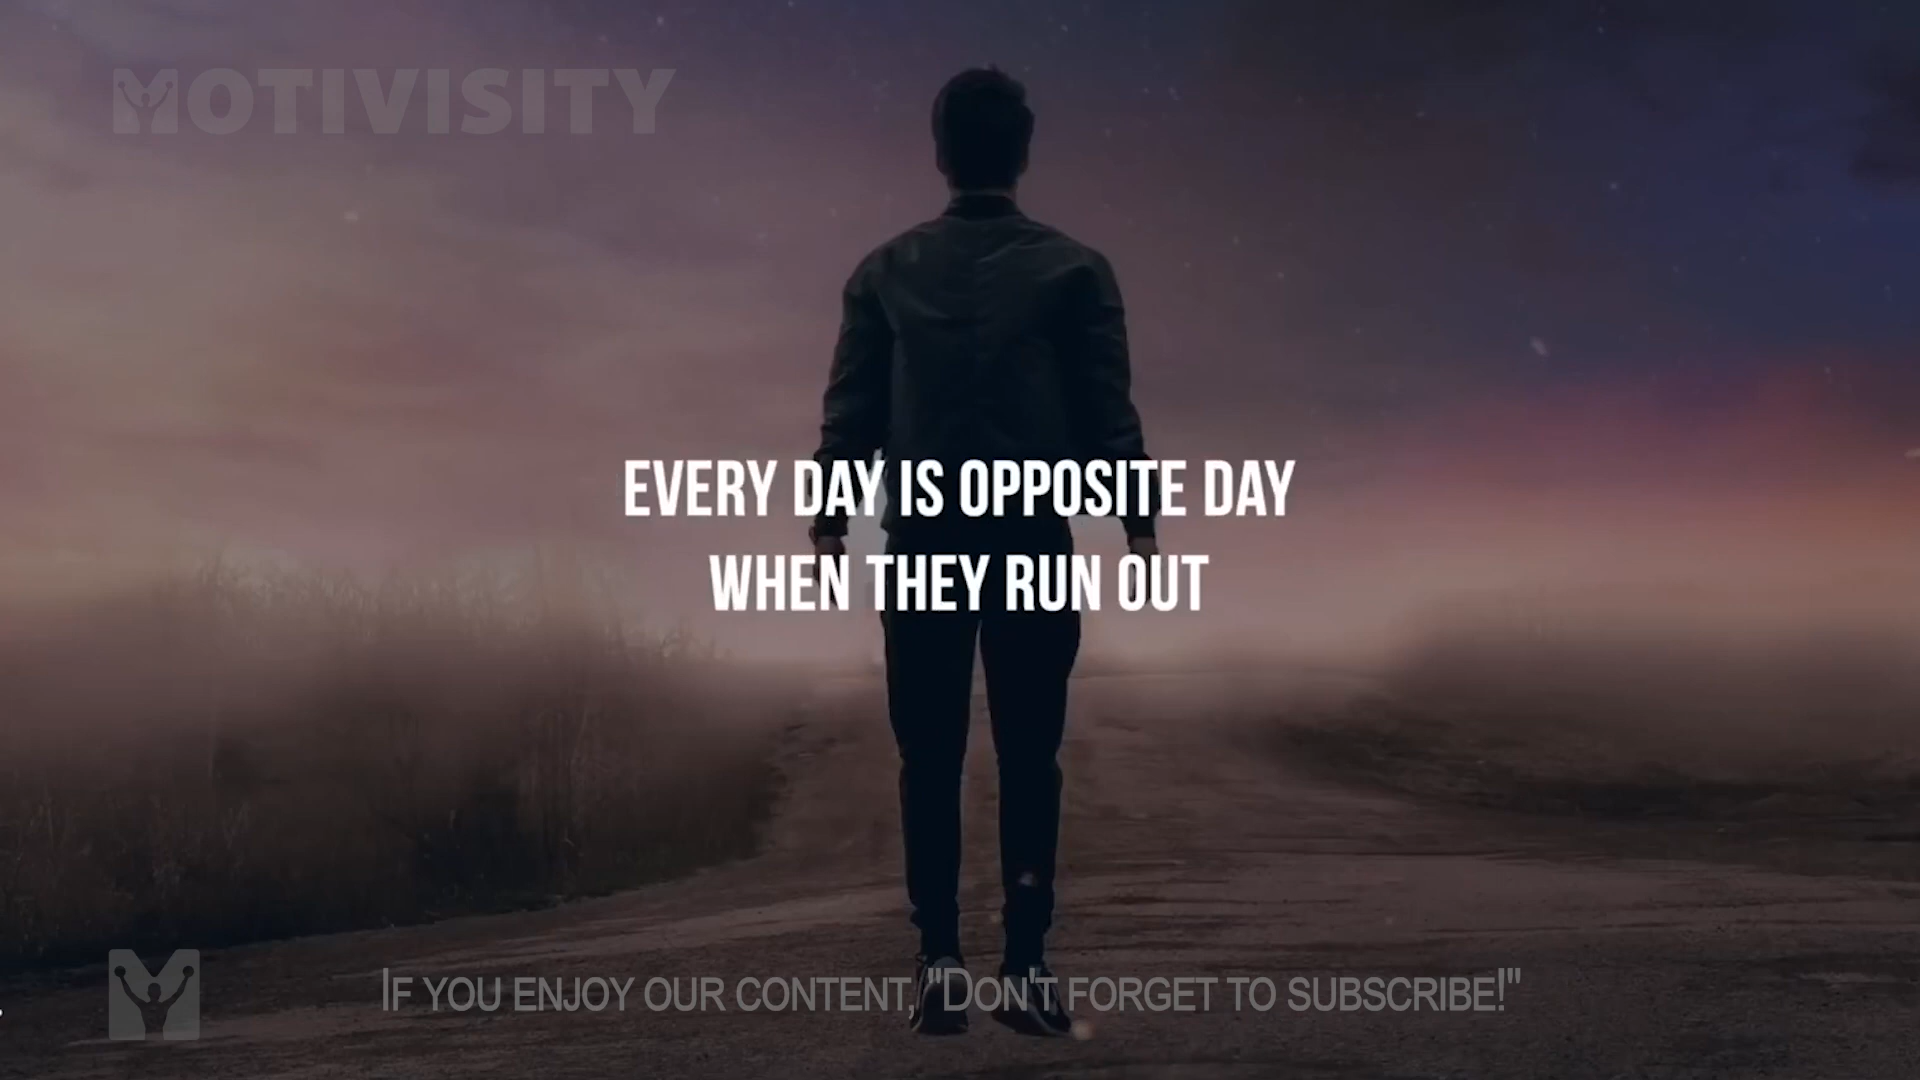 MOTIVISITY
EVERY DAY IS OPPOSITE DAY
WHEN THEY RUN OUT
If you enjoy our content, "Don't forget to subscribe!"